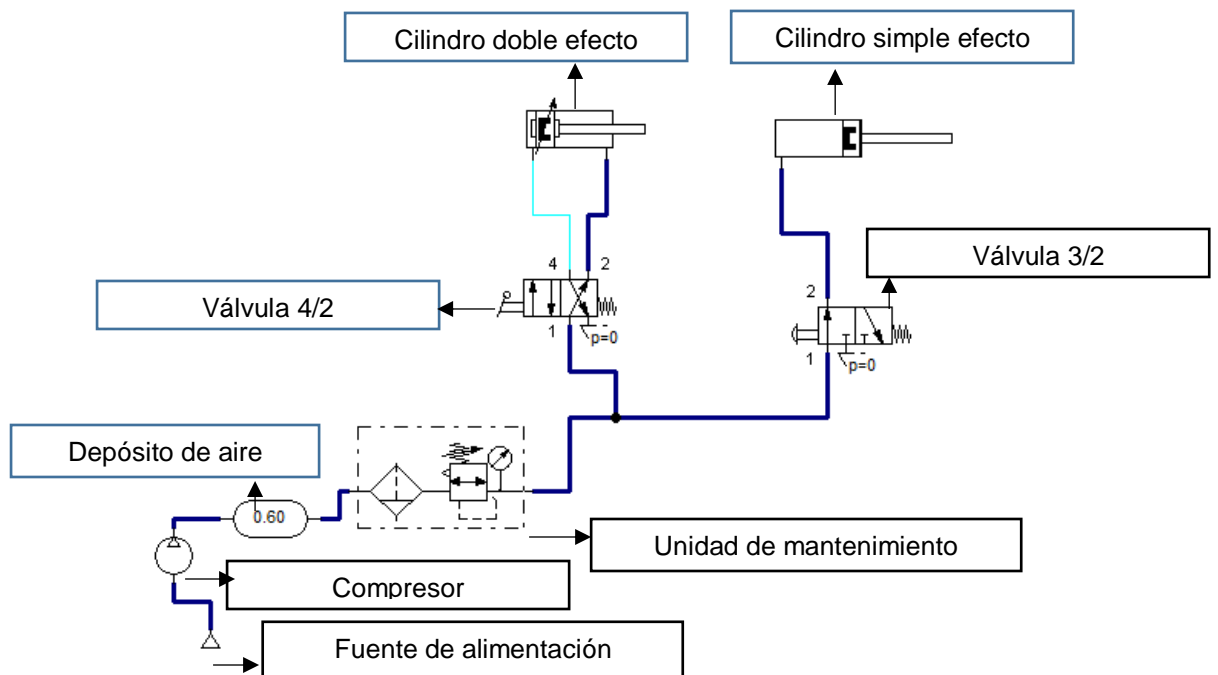 Cilindro doble efecto
Cilindro simple efecto
4 2
Válvula 4/2
1
p=0
Válvula 3/2
2
1
p=0
Depósito de aire
0.60
Unidad de mantenimiento
Compresor
Fuente de alimentación